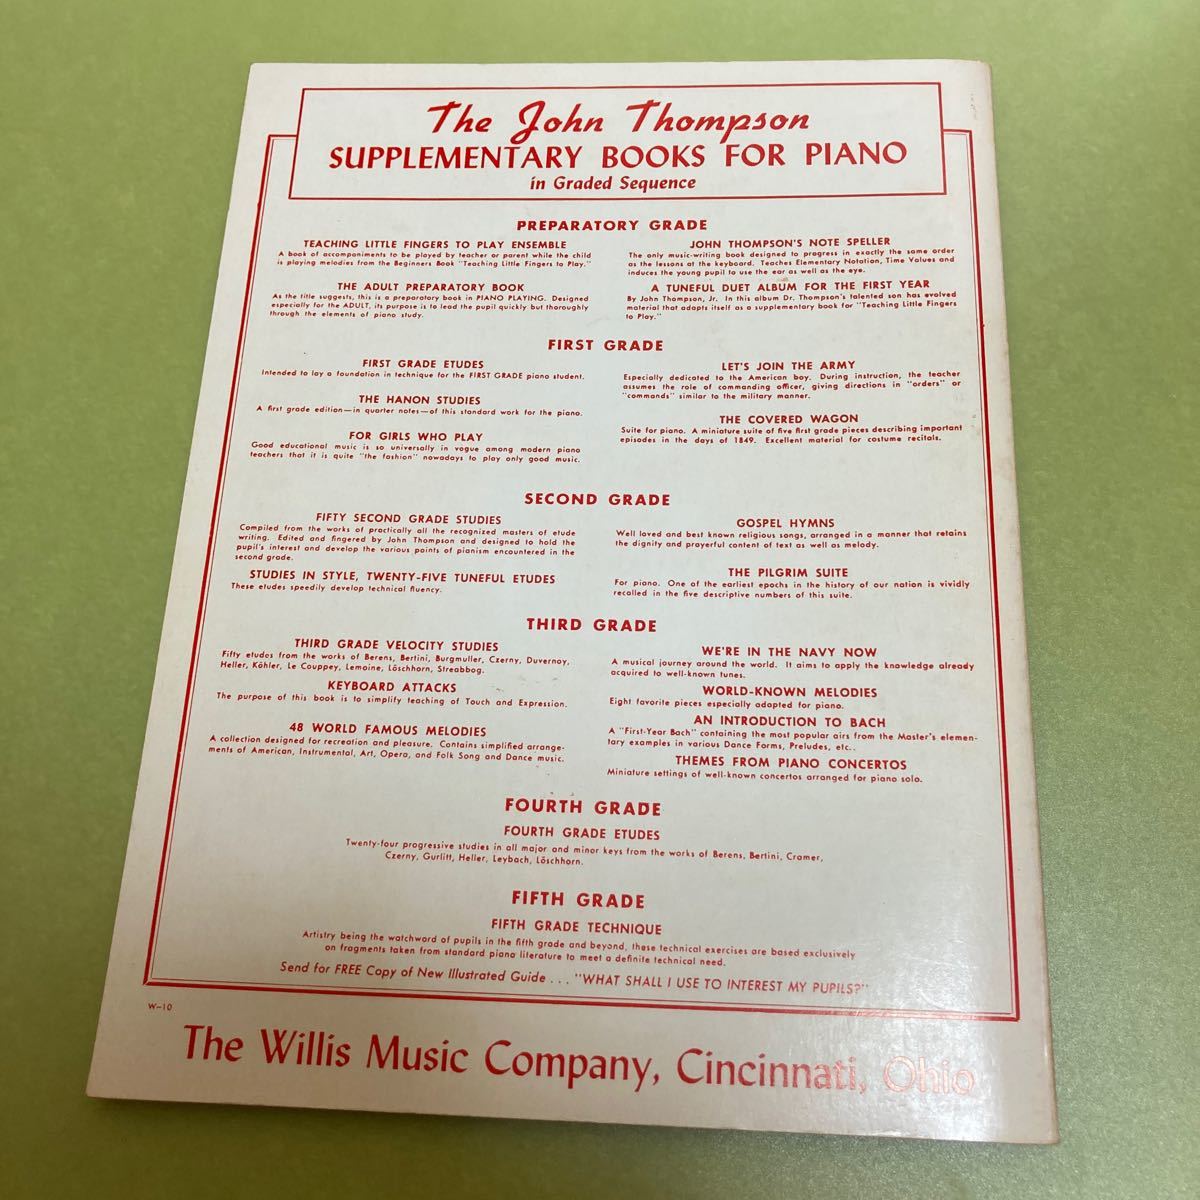 The John Thompson
SUPPLEMENTARY BOOKS FOR PIANO
in Graded Sequence
PREPARATORY GRADE
TEACHING LITTLE FINGERS TO PLAY ENSEMBLE
A book of accompaniments to be played by teacher or parent while the child
is playing melodies from the Beginners Book "Teaching Little Fingers to Play."
THE ADULT PREPARATORY BOOK
As the title suggests, this is a preparatory book in PIANO PLAYING. Designed
especially for the ADULT, its purpose is to lead the pupil quickly but thoroughly
through the elements of piano study.
JOHN THOMPSON'S NOTE SPELLER
The only music-writing book designed to progress in exactly the same order
as the lessons at the keyboard. Teaches Elementary Notation, Time Values and
induces the young pupil to use the ear as well as the eye.
A TUNEFUL DUET ALBUM FOR THE FIRST YEAR
By John Thompson, Jr. In this album Dr. Thompson's talented son has evolved
material that adapts itself as a supplementary book for "Teaching Little Fingers
to Play."
FIRST GRADE
FIRST GRADE ETUDES
Intended to lay a foundation in technique for the FIRST GRADE piano student.
THE HANON STUDIES
A first grade edition—in quarter notes—of this standard work for the piano.
FOR GIRLS WHO PLAY
Good educational music is so universally in vogue among modern piano
teachers that it is quite "the fashion" nowadays to play only good music.
LET'S JOIN THE ARMY
Especially dedicated to the American boy. During instruction, the teacher
assumes the role of commanding officer, giving directions in "orders" or
"commands" similar to the military manner.
THE COVERED WAGON
Suite for piano. A miniature suite of five first grade pieces describing important
episodes in the days of 1849. Excellent material for costume recitals.
SECOND GRADE
FIFTY SECOND GRADE STUDIES
Compiled from the works of practically all the recognized masters of etude
writing. Edited and fingered by John Thompson and designed to hold the
pupil's interest and develop the various points of pianism encountered in the
second grade.
STUDIES IN STYLE, TWENTY-FIVE TUNEFUL ETUDES
These etudes speedily develop technical fluency.
GOSPEL HYMNS
Well loved and best known religious songs, arranged in a manner that retains
the dignity and prayerful content of text as well as melody.
THE PILGRIM SUITE
For piano. One of the earliest epochs in the history of our nation is vividly
recalled in the five descriptive numbers of this suite.
THIRD GRADE
THIRD GRADE VELOCITY STUDIES
Fifty etudes from the works of Berens, Bertini, Burgmuller, Czerny, Duvernoy,
Heller, Köhler, Le Couppey, Lemoine, Löschhorn, Streabbog.
KEYBOARD ATTACKS
The purpose of this book is to simplify teaching of Touch and Expression.
48 WORLD FAMOUS MELODIES
A collection designed for recreation and pleasure. Contains simplified arrange-
ments of American, Instrumental, Art, Opera, and Folk Song and Dance music.
WE'RE IN THE NAVY NOW
A musical journey around the world. It aims to apply the knowledge already
acquired to well-known tunes.
WORLD-KNOWN MELODIES
Eight favorite pieces especially adapted for piano.
AN INTRODUCTION TO BACH
A "First-Year Bach" containing the most popular airs from the Master's elemen-
tary examples in various Dance Forms, Preludes, etc..
THEMES FROM PIANO CONCERTOS
Miniature settings of well-known concertos arranged for piano solo.
FOURTH GRADE
FOURTH GRADE ETUDES
Twenty-four progressive studies in all major and minor keys from the works of Berens, Bertini, Cramer,
Czerny, Gurlitt, Heller, Leybach, Löschhorn.
FIFTH GRADE
FIFTH GRADE TECHNIQUE
Artistry being the watchword of pupils in the fifth grade and beyond, these technical exercises are based exclusively
on fragments taken from standard piano literature to meet a definite technical need.
Send for FREE Copy of New Illustrated Guide . . . "WHAT SHALL I USE TO INTEREST MY PUPILS?"
W–10
The Willis Music Company, Cincinnati, Ohio